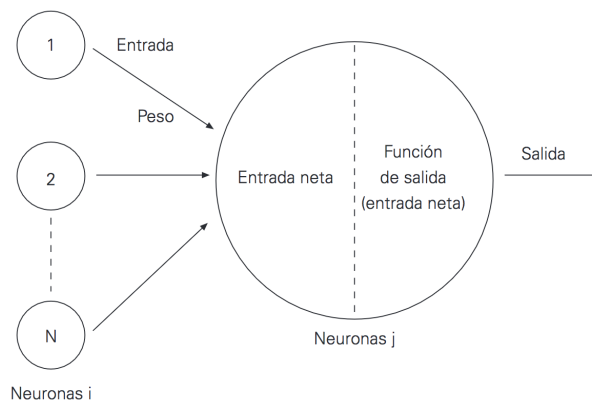 1
Entrada
Peso
2
Entrada neta
Función
de salida
(entrada neta)
Salida
N
Neuronas j
Neuronas i